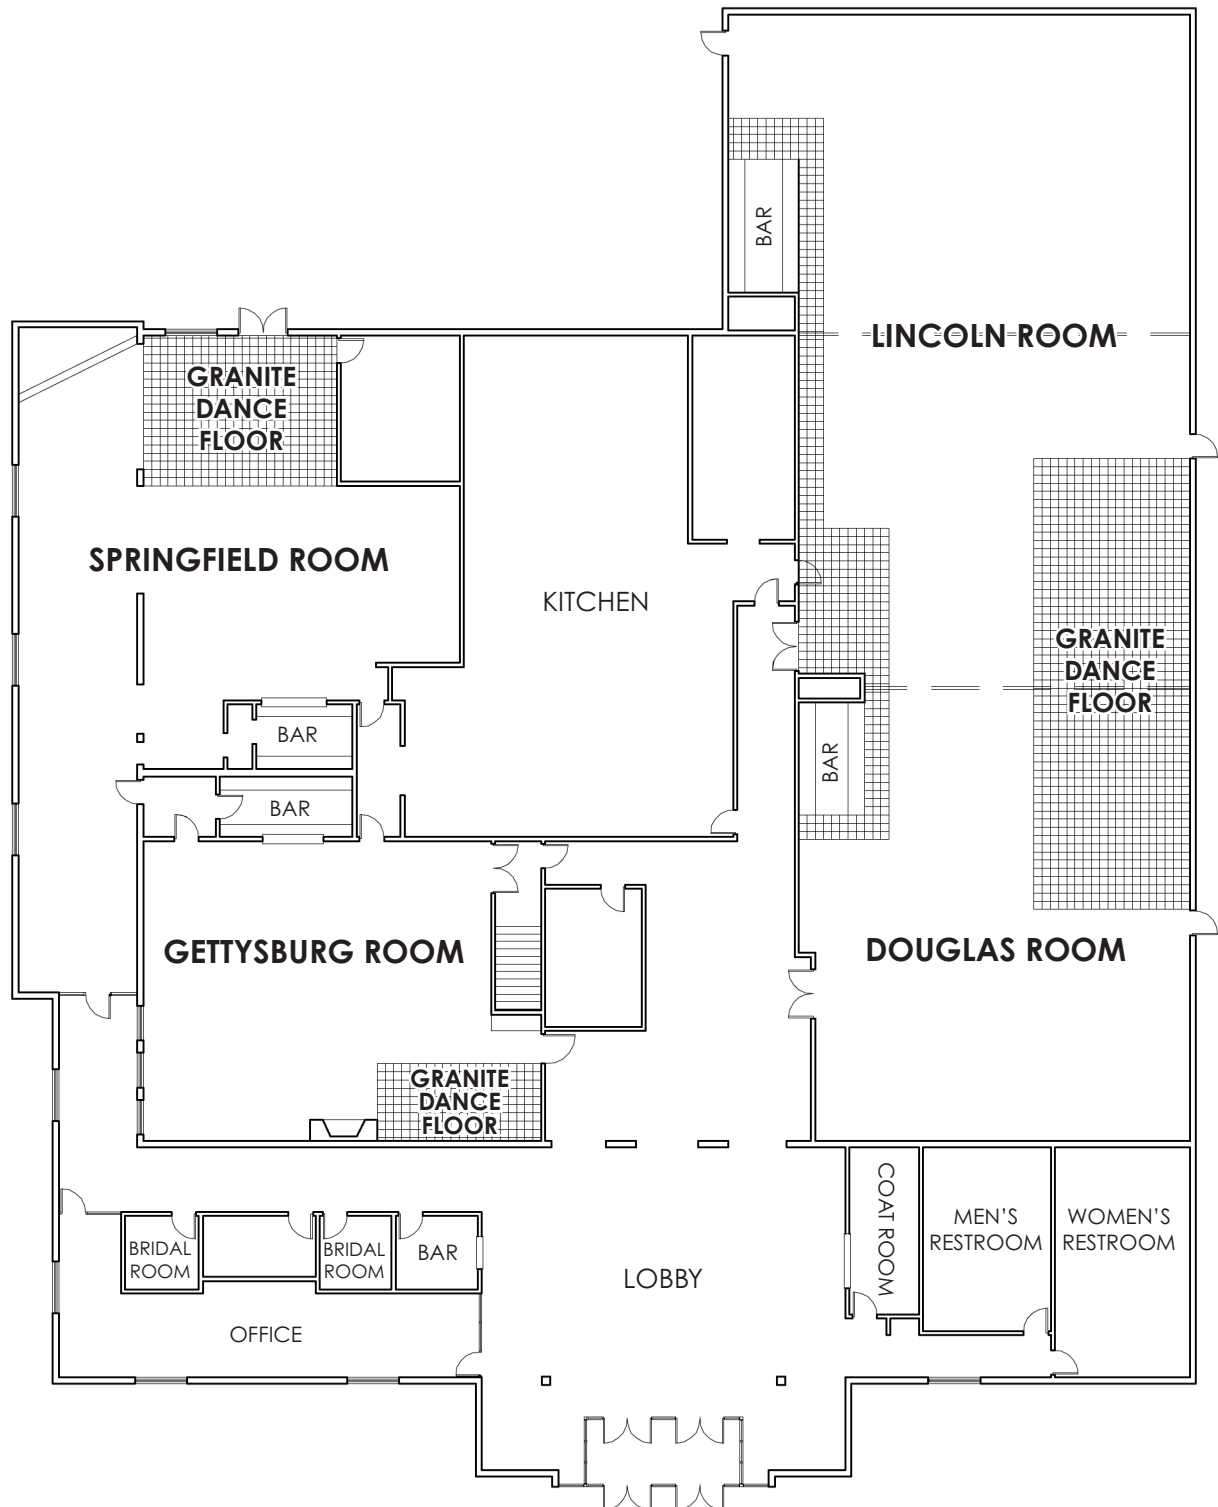 BAR
LINCOLN ROOM
GRANITE
DANCE
FLOOR
SPRINGFIELD ROOM
KITCHEN
GRANITE
DANCE
FLOOR
BAR
BAR
BAR
GETTYSBURG ROOM
DOUGLAS ROOM
GRANITE
DANCE
FLOOR
COAT ROOM
MEN'S
RESTROOM
WOMEN'S
RESTROOM
BRIDAL
ROOM
BRIDAL
ROOM
BAR
LOBBY
OFFICE